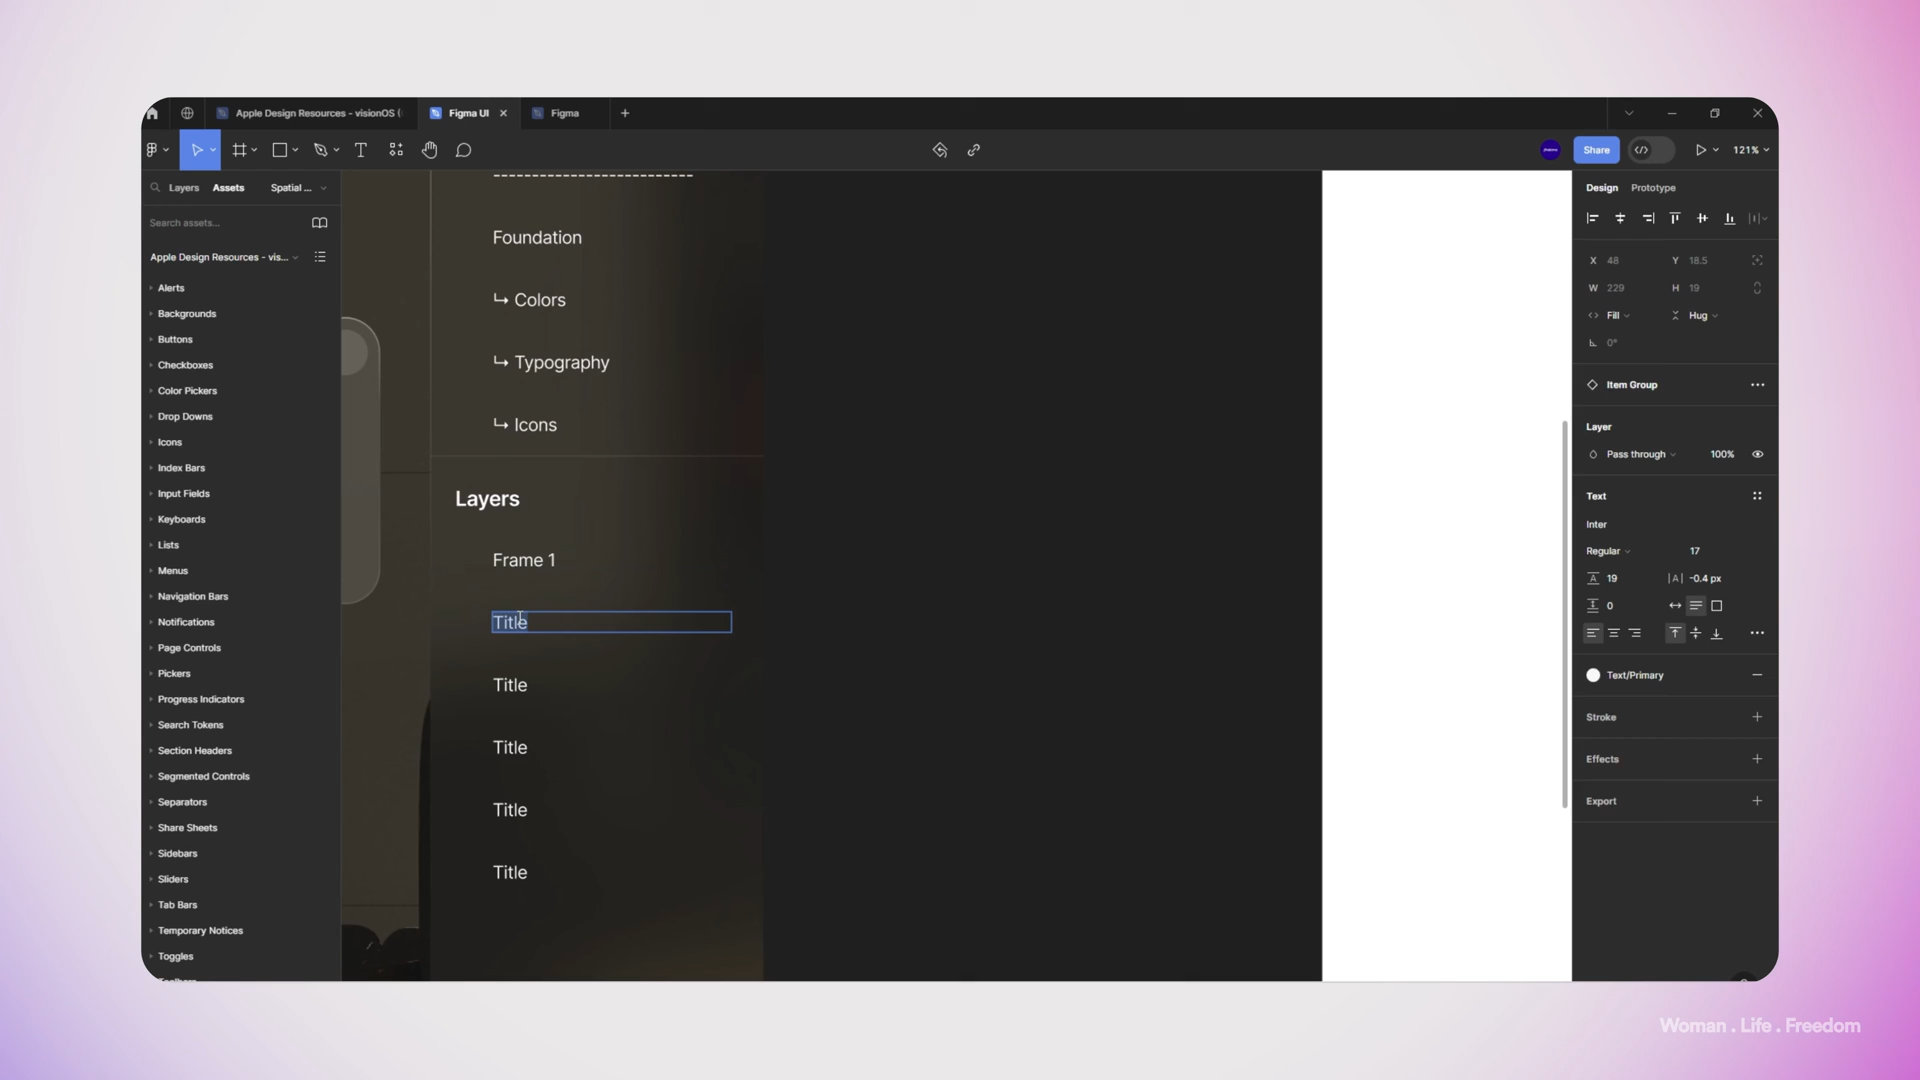 Apple Design Resources - visionOS (
Figma UI
Figma
Share
121%
Layers
Assets
Spatial ...
Search assets...
Apple Design Resources - vis...
Alerts
Backgrounds
Buttons
Checkboxes
Color Pickers
Drop Downs
Icons
Index Bars
Input Fields
Keyboards
Lists
Menus
Navigation Bars
Notifications
Page Controls
Pickers
Progress Indicators
Search Tokens
Section Headers
Segmented Controls
Separators
Share Sheets
Sidebars
Sliders
Tab Bars
Temporary Notices
Toggles
Foundation
↳ Colors
↳ Typography
↳ Icons
Layers
Frame 1
Title
Title
Title
Title
Title
Design
Prototype
X 48 Y 18.5
W 229 H 19
Fill Hug
0°
Item Group
Layer
Pass through 100%
Text
Inter
Regular 17
19 -0.4 px
0
Text/Primary
Stroke
Effects
Export
Woman . Life . Freedom